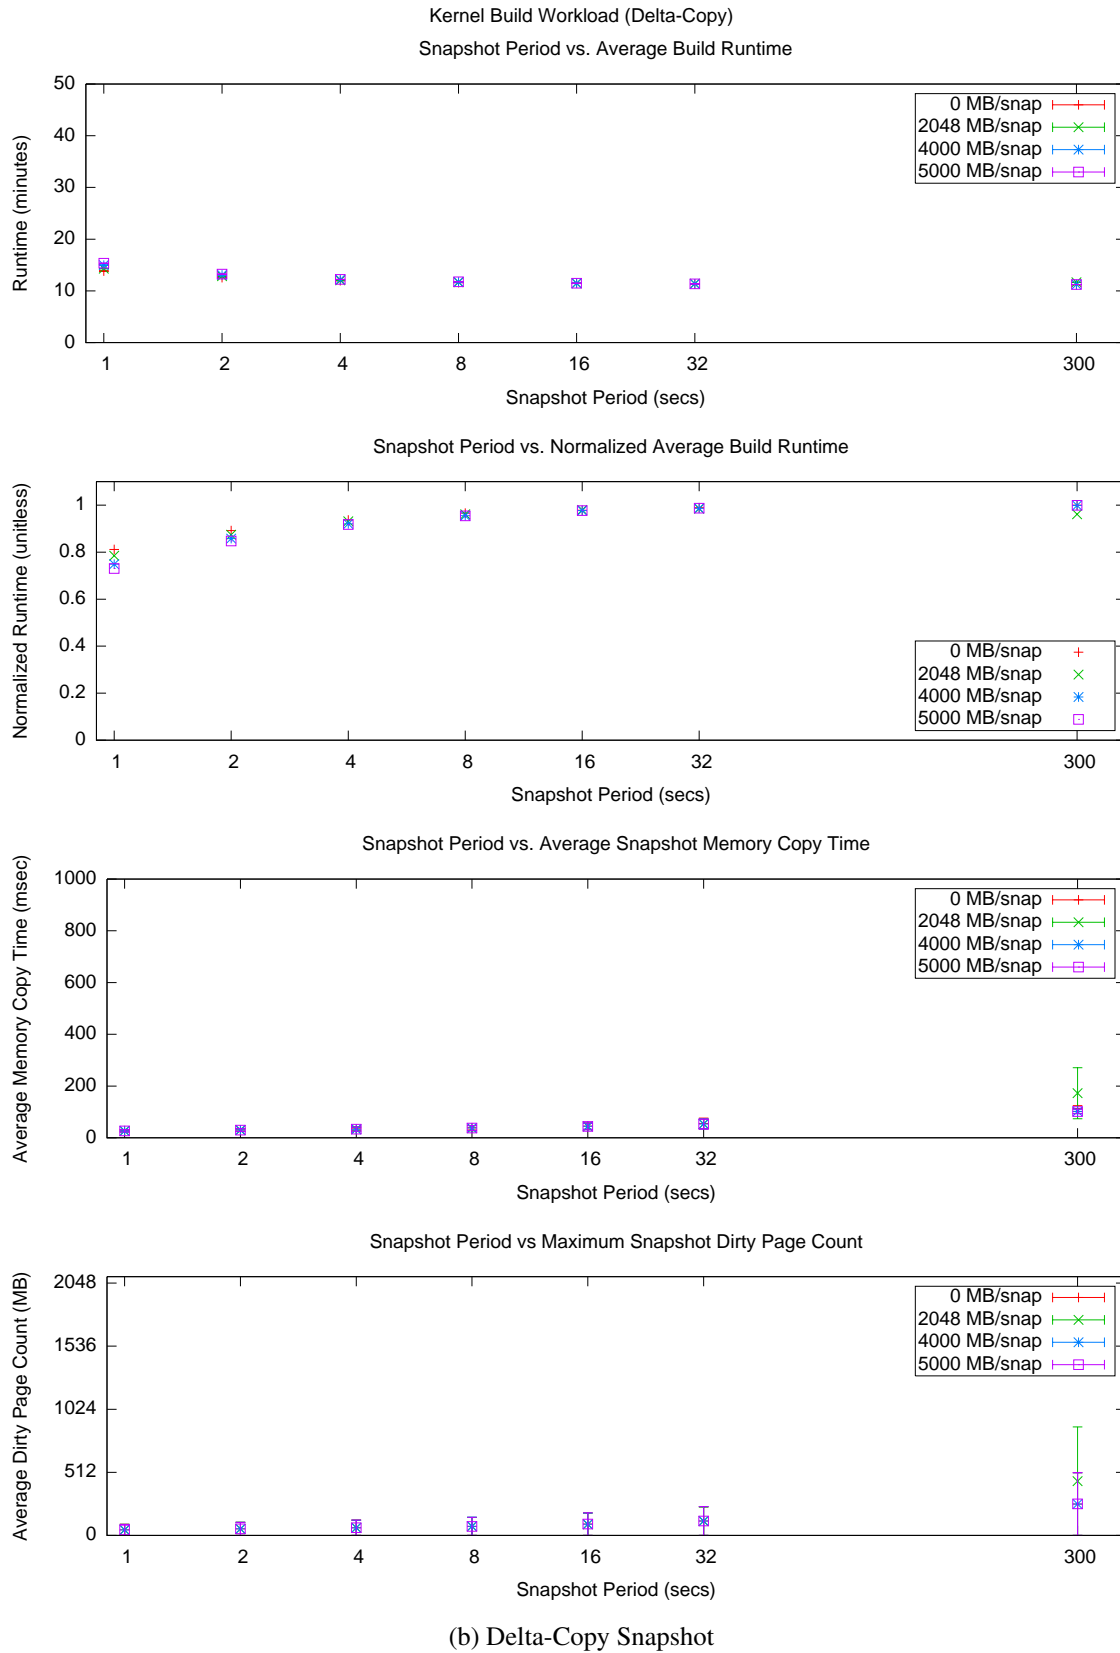 Kernel Build Workload (Delta-Copy)
Snapshot Period vs. Average Build Runtime
Runtime (minutes)
50
40
30
20
10
0
0 MB/snap
2048 MB/snap
4000 MB/snap
5000 MB/snap
1 2 4 8 16 32 300
Snapshot Period (secs)
Snapshot Period vs. Normalized Average Build Runtime
Normalized Runtime (unitless)
1
0.8
0.6
0.4
0.2
0
0 MB/snap
2048 MB/snap
4000 MB/snap
5000 MB/snap
1 2 4 8 16 32 300
Snapshot Period (secs)
Snapshot Period vs. Average Snapshot Memory Copy Time
Average Memory Copy Time (msec)
1000
800
600
400
200
0
0 MB/snap
2048 MB/snap
4000 MB/snap
5000 MB/snap
1 2 4 8 16 32 300
Snapshot Period (secs)
Snapshot Period vs Maximum Snapshot Dirty Page Count
Average Dirty Page Count (MB)
2048
1536
1024
512
0
0 MB/snap
2048 MB/snap
4000 MB/snap
5000 MB/snap
1 2 4 8 16 32 300
Snapshot Period (secs)
(b) Delta-Copy Snapshot